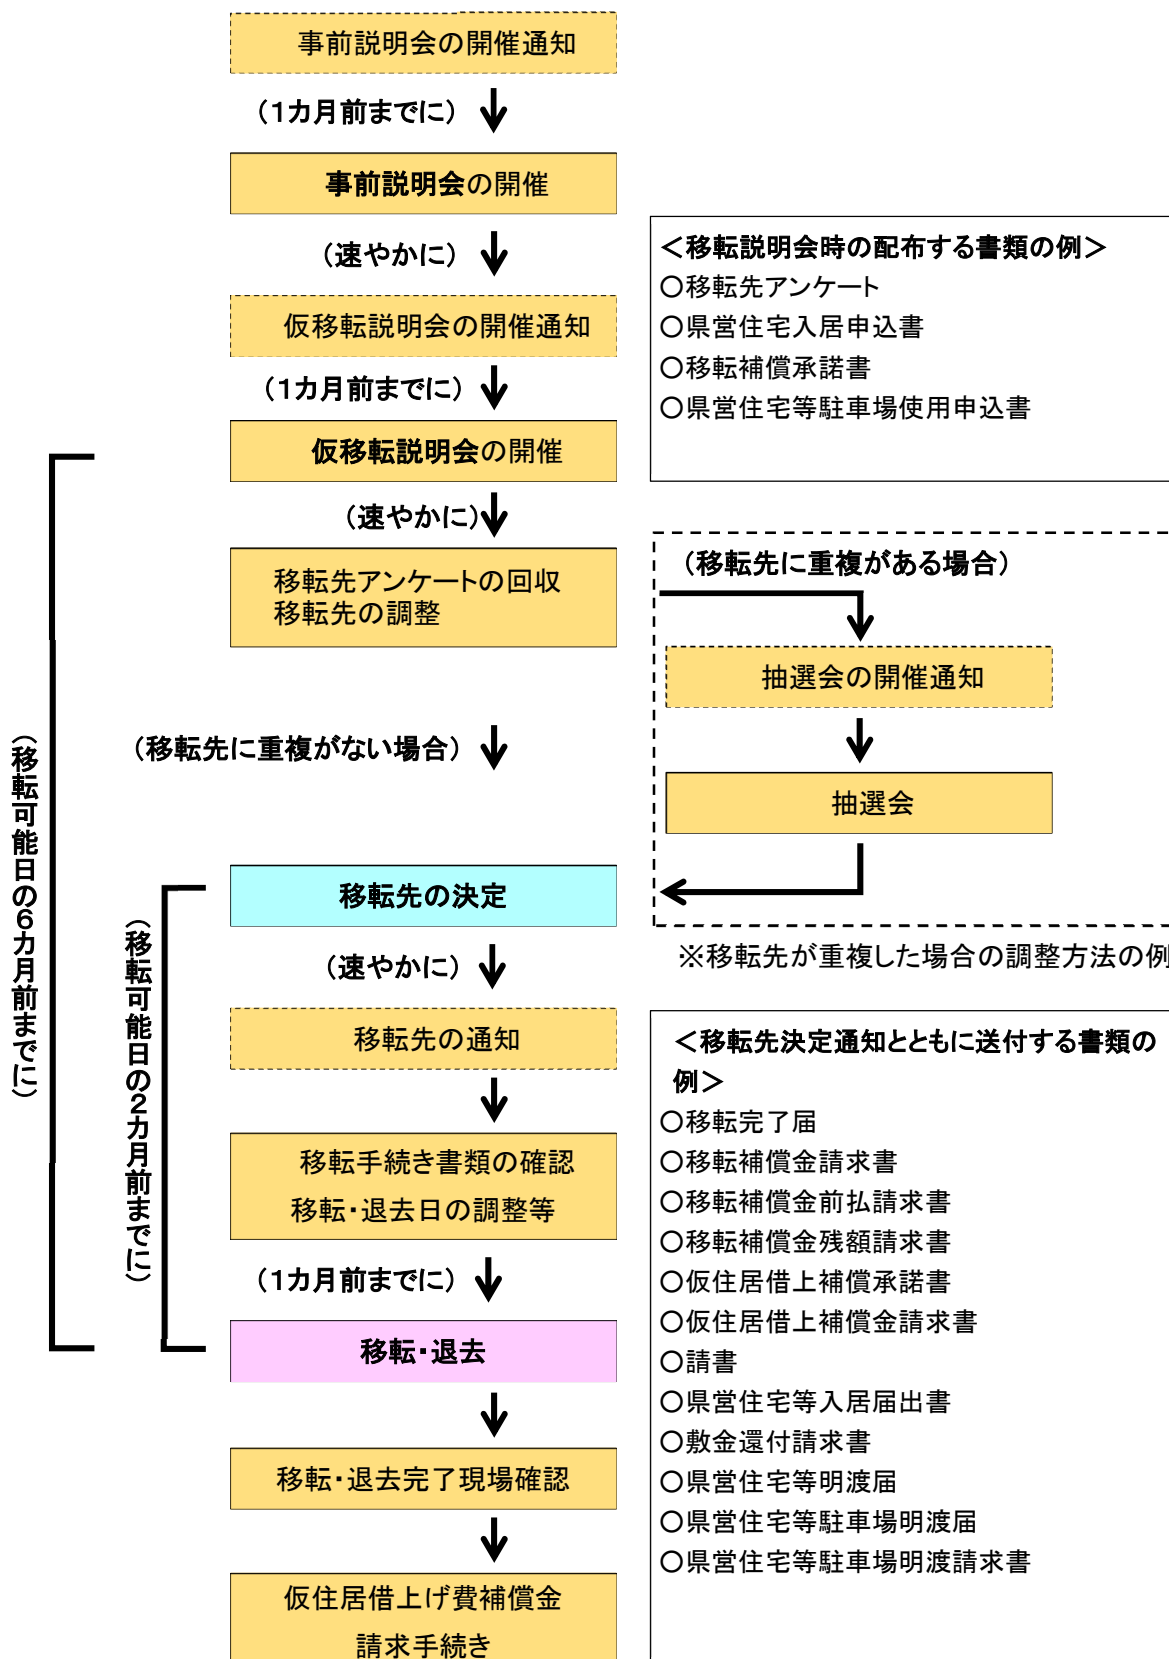 事前説明会の開催通知
（1カ月前までに）
事前説明会の開催
（速やかに）
仮移転説明会の開催通知
（1カ月前までに）
仮移転説明会の開催
（速やかに）
移転先アンケートの回収
移転先の調整
（移転先に重複がない場合）
移転先の決定
（速やかに）
移転先の通知
移転手続き書類の確認
移転・退去日の調整等
（1カ月前までに）
移転・退去
移転・退去完了現場確認
仮住居借上げ費補償金
請求手続き
（移転可能日の6カ月前までに）
（移転可能日の2カ月前までに）
＜移転説明会時の配布する書類の例＞
○移転先アンケート
○県営住宅入居申込書
○移転補償承諾書
○県営住宅等駐車場使用申込書
（移転先に重複がある場合）
抽選会の開催通知
抽選会
※移転先が重複した場合の調整方法の例
＜移転先決定通知とともに送付する書類の
例＞
○移転完了届
○移転補償金請求書
○移転補償金前払請求書
○移転補償金残額請求書
○仮住居借上補償承諾書
○仮住居借上補償金請求書
○請書
○県営住宅等入居届出書
○敷金還付請求書
○県営住宅等明渡届
○県営住宅等駐車場明渡届
○県営住宅等駐車場明渡請求書